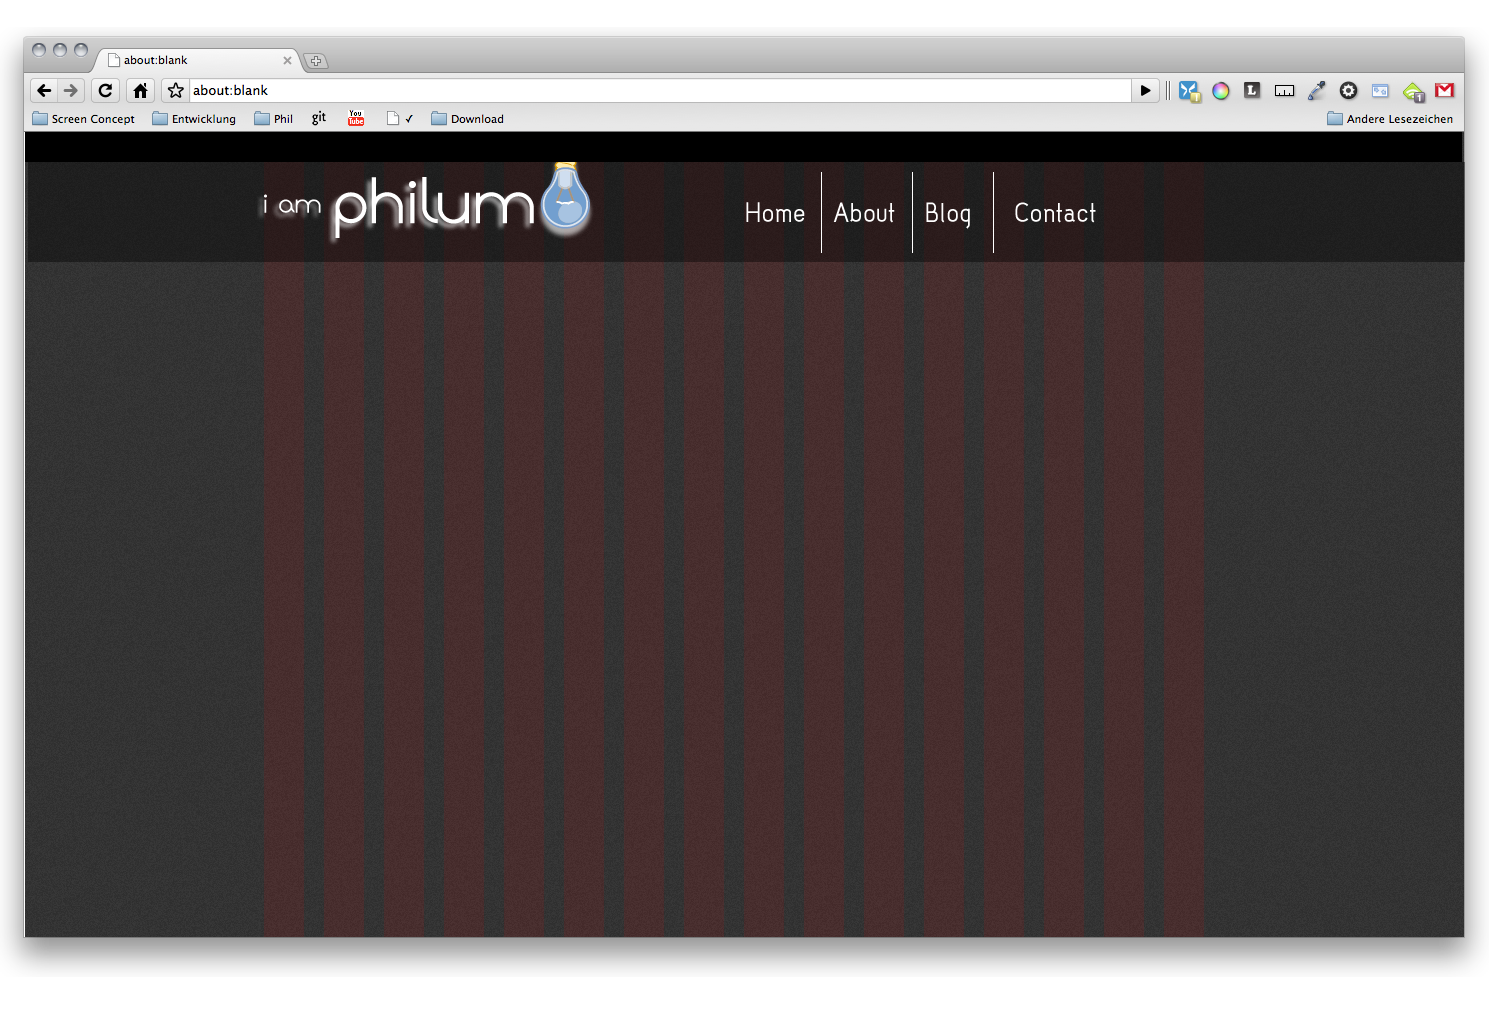 about:blank
about:blank
Screen Concept Entwicklung Phil git You Tube ✓ Download Andere Lesezeichen
i am philum Home About Blog Contact